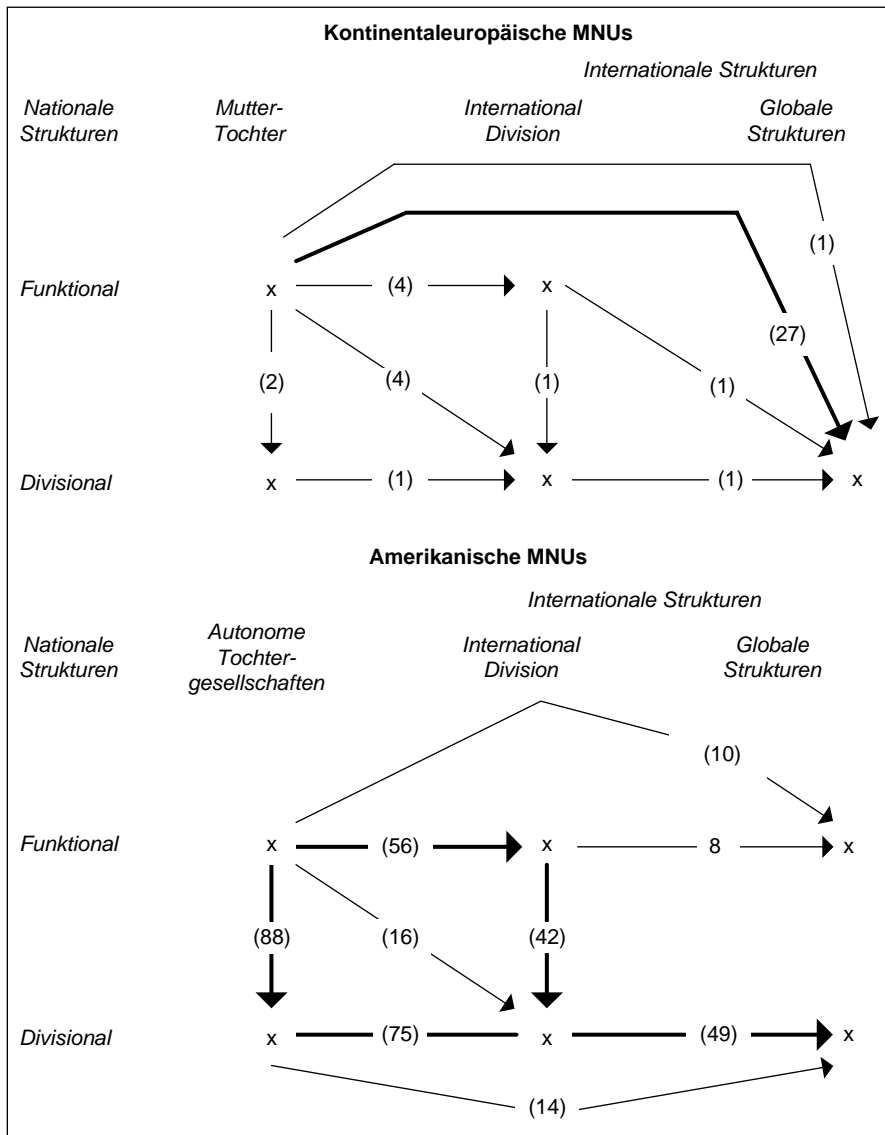 Kontinentaleuropäische MNUs
Internationale Strukturen
Nationale Mutter- International Globale
Strukturen Tochter Division Strukturen
(1)
Funktional x (4) x
(27)
(2) (4) (1) (1)
Divisional x (1) x (1) x
Amerikanische MNUs
Internationale Strukturen
Autonome
Nationale Tochter- International Globale
Strukturen gesellschaften Division Strukturen
(10)
Funktional x (56) x 8 x
(88) (16) (42)
Divisional x (75) x (49) x
(14)